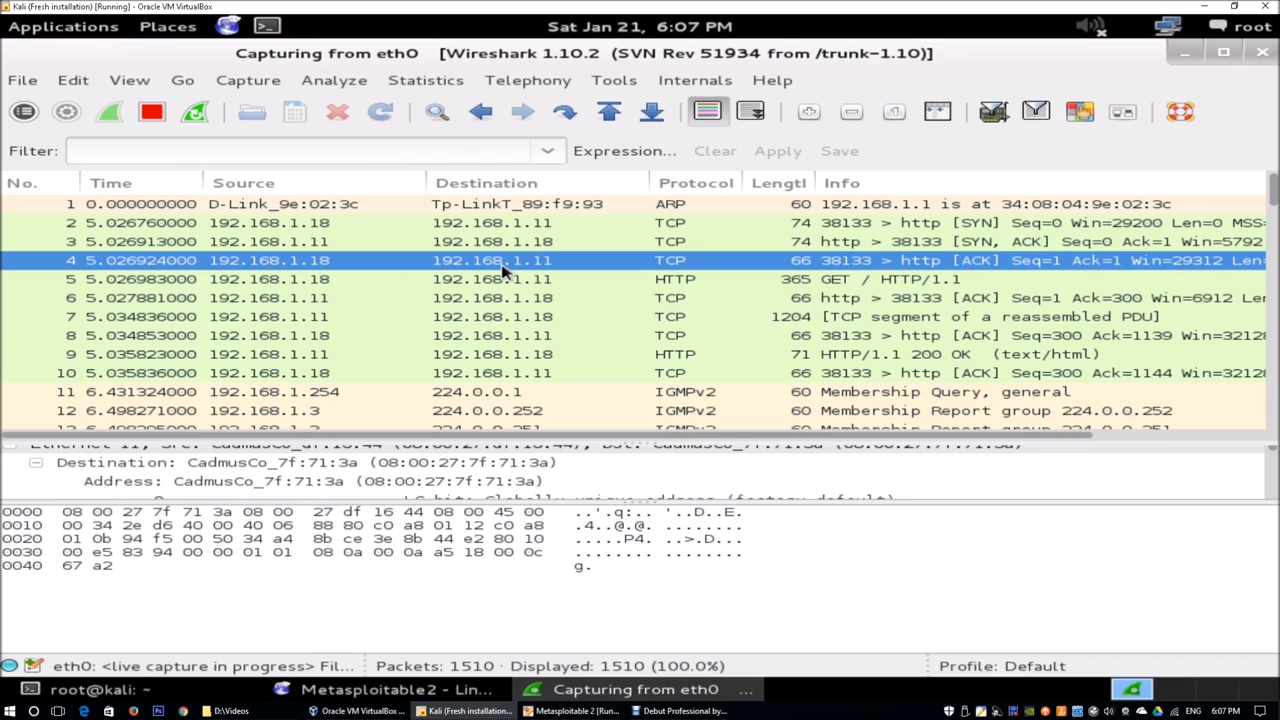 Kali (Fresh installation) [Running] - Oracle VM VirtualBox
Applications Places Sat Jan 21, 6:07 PM root
Capturing from eth0 [Wireshark 1.10.2 (SVN Rev 51934 from /trunk-1.10)]
File Edit View Go Capture Analyze Statistics Telephony Tools Internals Help
Filter: Expression... Clear Apply Save
No. Time Source Destination Protocol Lengtl Info
1 0.000000000 D-Link_9e:02:3c Tp-LinkT_89:f9:93 ARP 60 192.168.1.1 is at 34:08:04:9e:02:3c
2 5.026760000 192.168.1.18 192.168.1.11 TCP 74 38133 > http [SYN] Seq=0 Win=29200 Len=0 MSS=
3 5.026913000 192.168.1.11 192.168.1.18 TCP 74 http > 38133 [SYN, ACK] Seq=0 Ack=1 Win=5792
4 5.026924000 192.168.1.18 192.168.1.11 TCP 66 38133 > http [ACK] Seq=1 Ack=1 Win=29312 Len=
5 5.026983000 192.168.1.18 192.168.1.11 HTTP 365 GET / HTTP/1.1
6 5.027881000 192.168.1.11 192.168.1.18 TCP 66 http > 38133 [ACK] Seq=1 Ack=300 Win=6912 Le
7 5.034836000 192.168.1.11 192.168.1.18 TCP 1204 [TCP segment of a reassembled PDU]
8 5.034853000 192.168.1.18 192.168.1.11 TCP 66 38133 > http [ACK] Seq=300 Ack=1139 Win=3212
9 5.035823000 192.168.1.11 192.168.1.18 HTTP 71 HTTP/1.1 200 OK (text/html)
10 5.035836000 192.168.1.18 192.168.1.11 TCP 66 38133 > http [ACK] Seq=300 Ack=1144 Win=3212
11 6.431324000 192.168.1.254 224.0.0.1 IGMPv2 60 Membership Query, general
12 6.498271000 192.168.1.3 224.0.0.252 IGMPv2 60 Membership Report group 224.0.0.252
Destination: CadmusCo_7f:71:3a (08:00:27:7f:71:3a)
Address: CadmusCo_7f:71:3a (08:00:27:7f:71:3a)
0000 08 00 27 7f 71 3a 08 00 27 df 16 44 08 00 45 00 ..'.q:.. '..D..E.
0010 00 34 2e d6 40 00 40 06 88 80 c0 a8 01 12 c0 a8 .4..@.@. ........
0020 01 0b 94 f5 00 50 34 a4 8b ce 3e 8b 44 e2 80 10 .....P4. ..>.D...
0030 00 e5 83 94 00 00 01 01 08 0a 00 0a a5 18 00 0c ........ ........
0040 67 a2 g.
eth0: <live capture in progress> Fil... Packets: 1510 · Displayed: 1510 (100.0%) Profile: Default
root@kali: ~ Metasploitable2 - Lin... Capturing from eth0 ...
D:\Videos Oracle VM VirtualBox ... Kali (Fresh installation... Metasploitable 2 [Run... Debut Professional by... ENG 6:07 PM